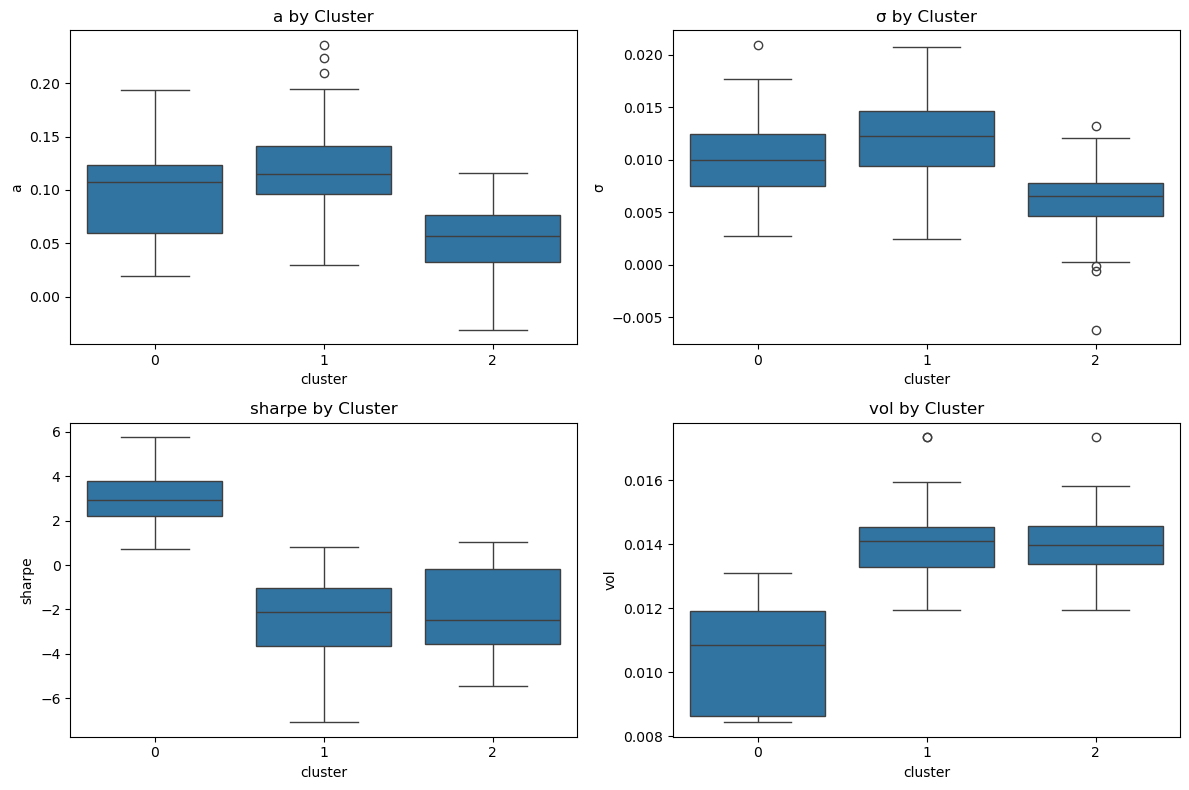 a by Cluster
0.20
0.15
0.10
0.05
0.00
a
0 1 2
cluster
σ by Cluster
0.020
0.015
0.010
0.005
0.000
−0.005
σ
0 1 2
cluster
sharpe by Cluster
6
4
2
0
−2
−4
−6
sharpe
0 1 2
cluster
vol by Cluster
0.016
0.014
0.012
0.010
0.008
vol
0 1 2
cluster